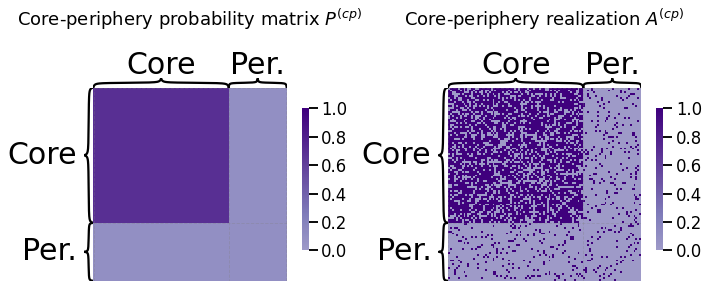 Core-periphery probability matrix P^(cp)
Core Per.
Core
Per.
1.0
0.8
0.6
0.4
0.2
0.0
Core-periphery realization A^(cp)
Core Per.
Core
Per.
1.0
0.8
0.6
0.4
0.2
0.0